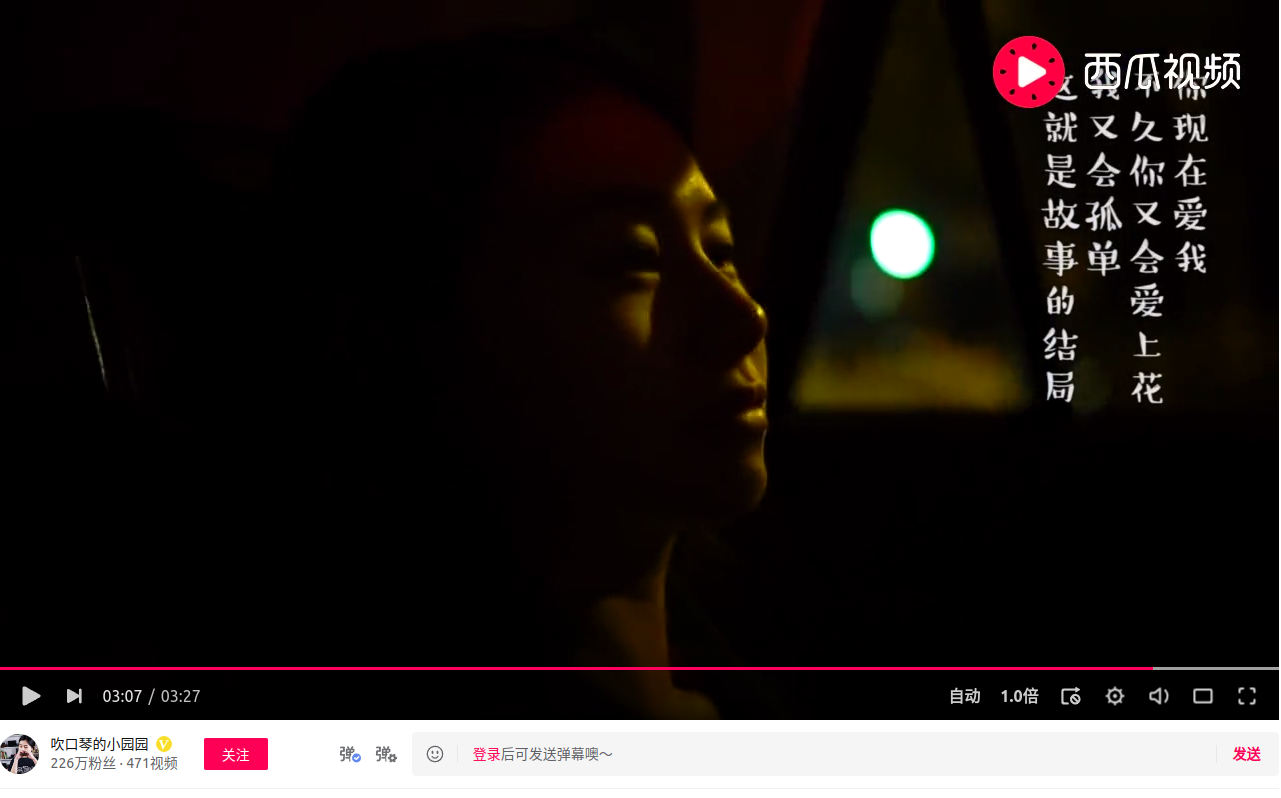 西瓜视频
你现在爱我
不久你又会爱上花
我又会孤单
这就是故事的结局
03:07 / 03:27
自动
1.0倍
吹口琴的小园园
226万粉丝 · 471视频
关注
弹
弹
登录后可发送弹幕噢～
发送